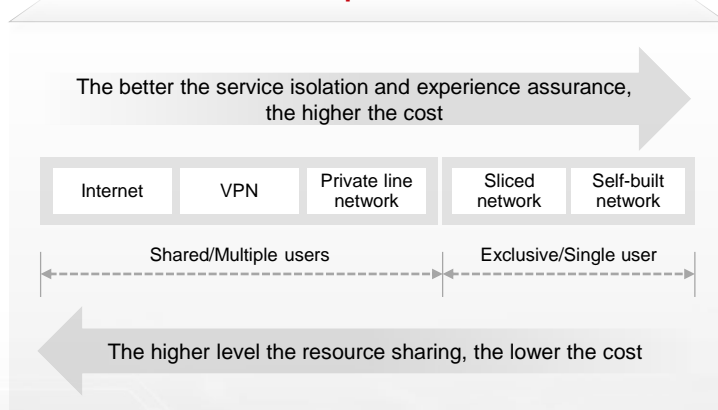 The better the service isolation and experience assurance,
the higher the cost
Internet
VPN
Private line
network
Sliced
network
Self-built
network
Shared/Multiple users
Exclusive/Single user
The higher level the resource sharing, the lower the cost